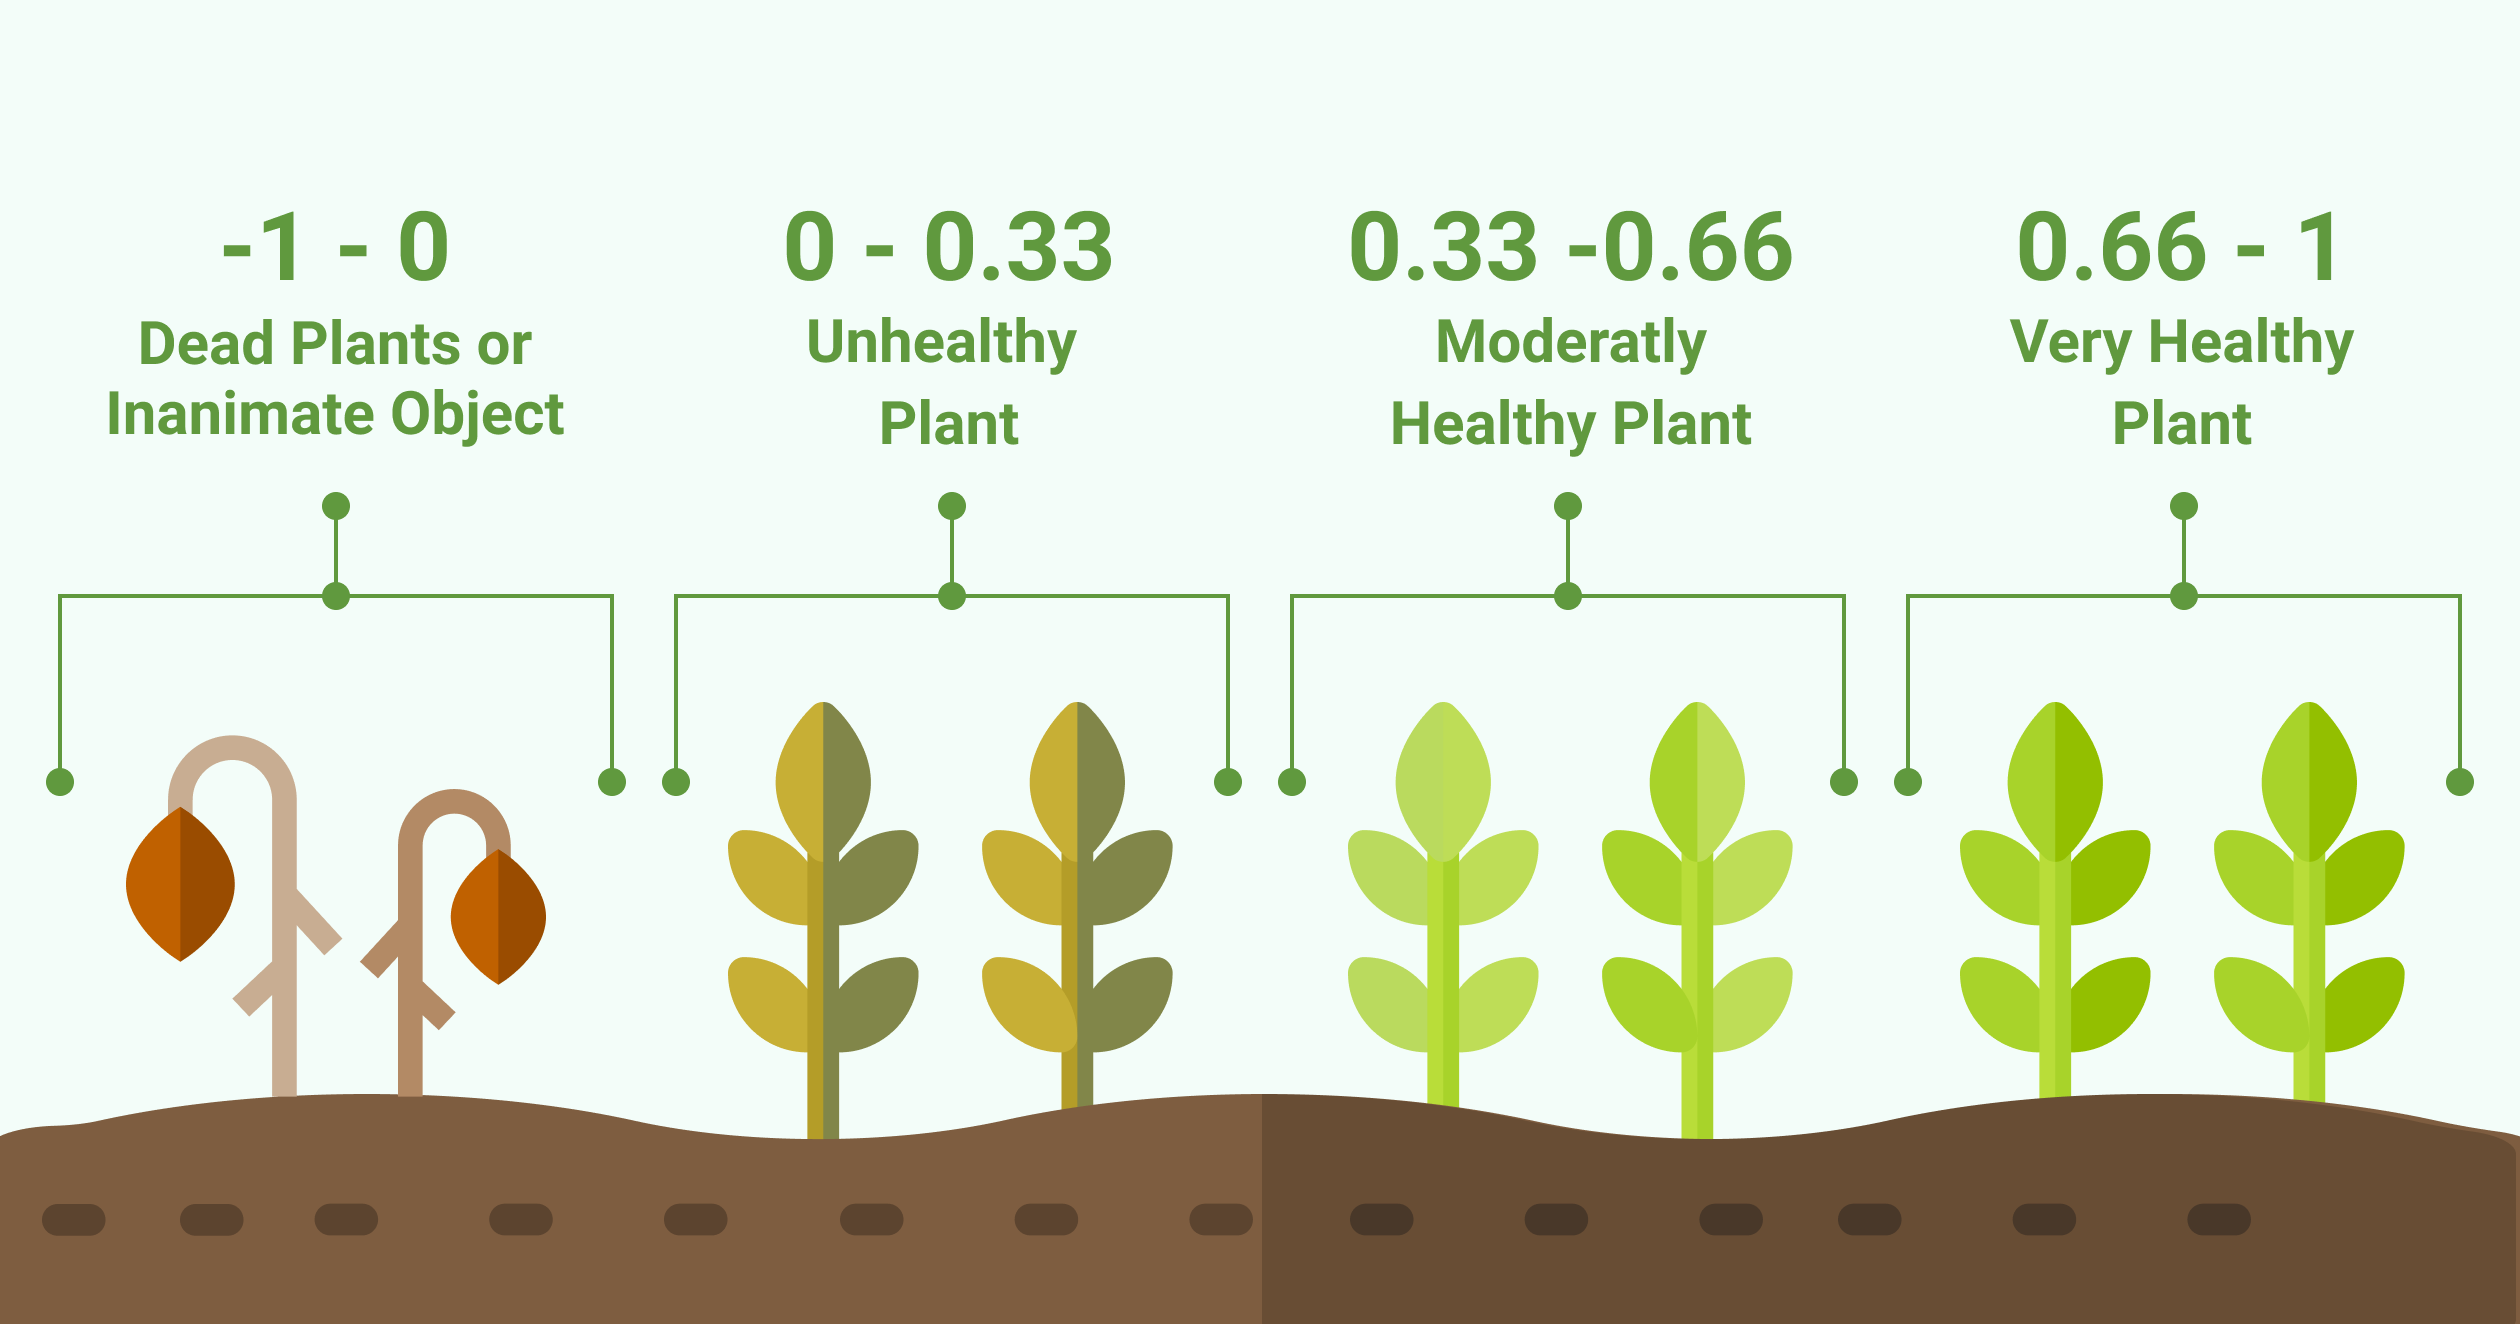 -1 - 0
Dead Plants or
Inanimate Object
0 - 0.33
Unhealthy
Plant
0.33 -0.66
Moderatly
Healthy Plant
0.66 - 1
Very Healthy
Plant